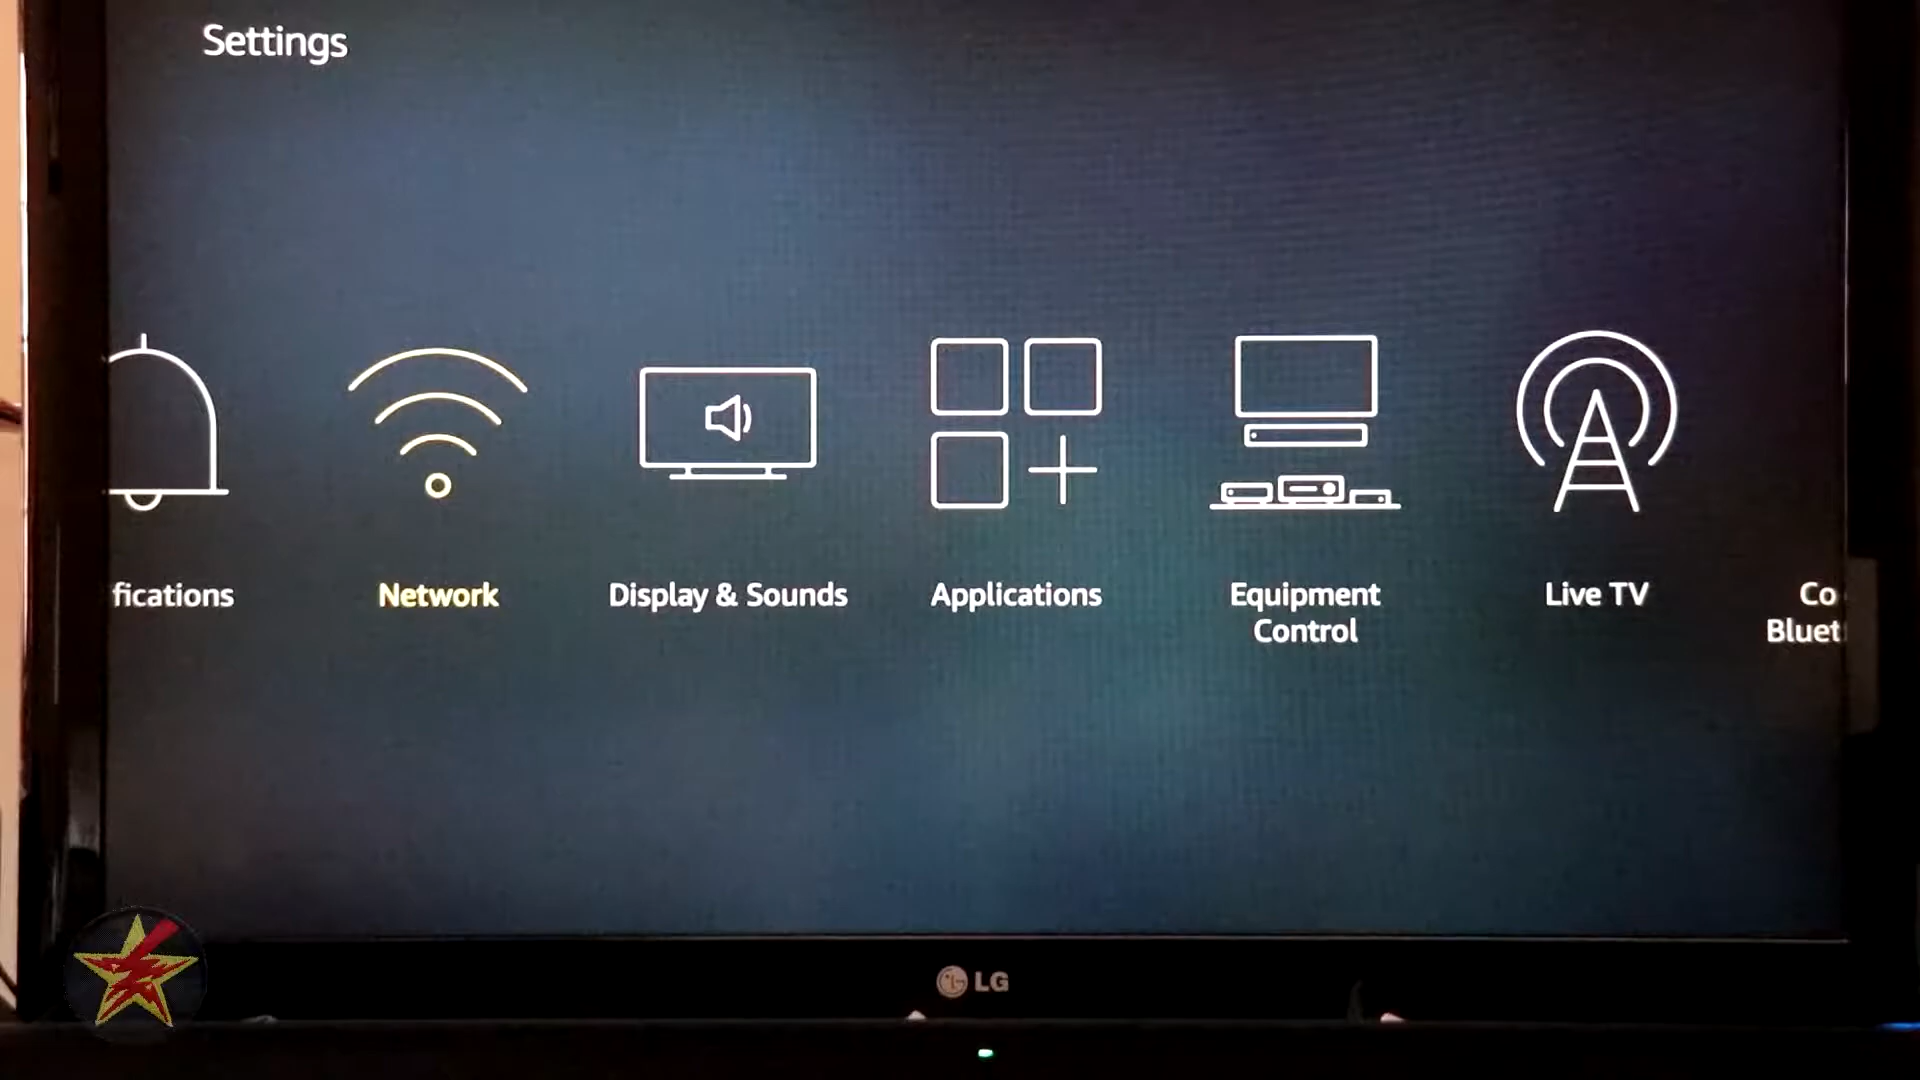 Settings
fications
Network
Display & Sounds
Applications
Equipment
Control
Live TV
Co
Bluet
LG